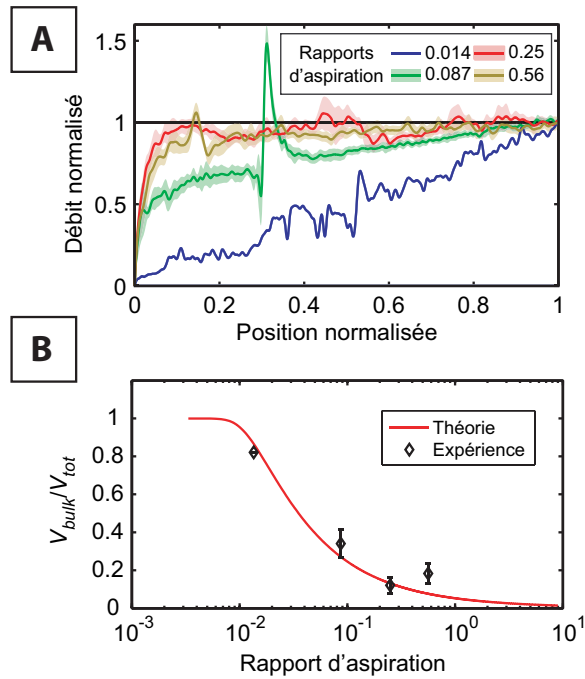 A
Débit normalisé
1.5
1
0.5
0
Rapports d'aspiration
0.014
0.087
0.25
0.56
0 0.2 0.4 0.6 0.8 1
Position normalisée
B
V_bulk/V_tot
1
0.8
0.6
0.4
0.2
0
Théorie
Expérience
10^-3 10^-2 10^-1 10^0 10^1
Rapport d'aspiration